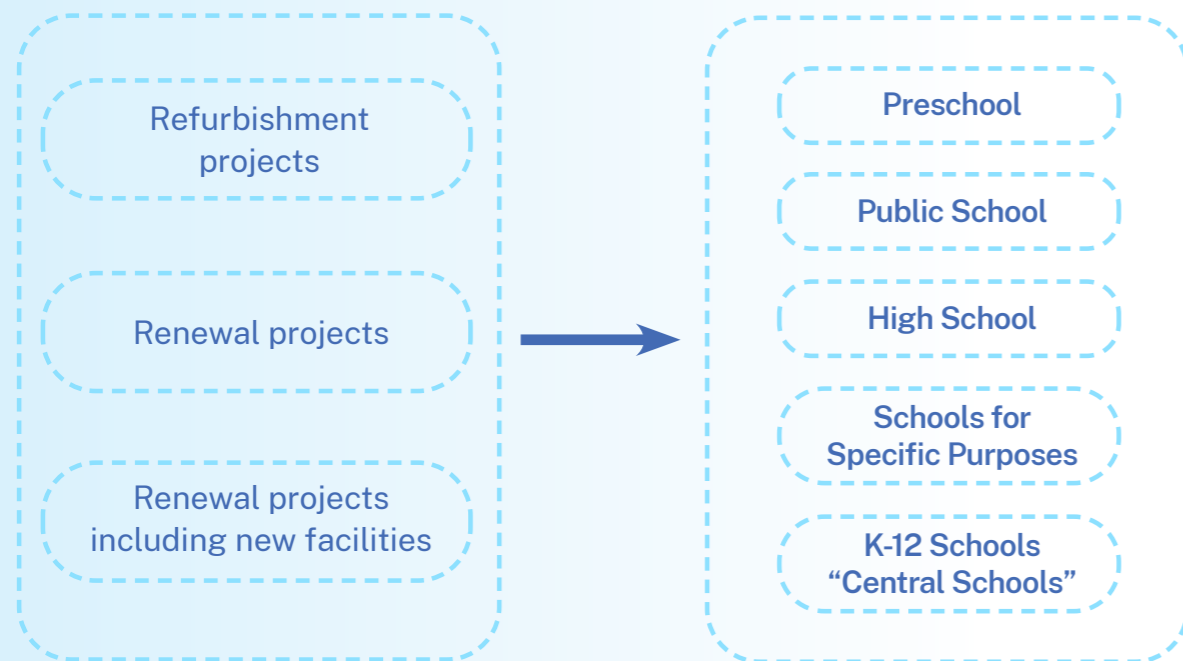 Refurbishment
projects
Renewal projects
Renewal projects
including new facilities
Preschool
Public School
High School
Schools for
Specific Purposes
K-12 Schools
“Central Schools”